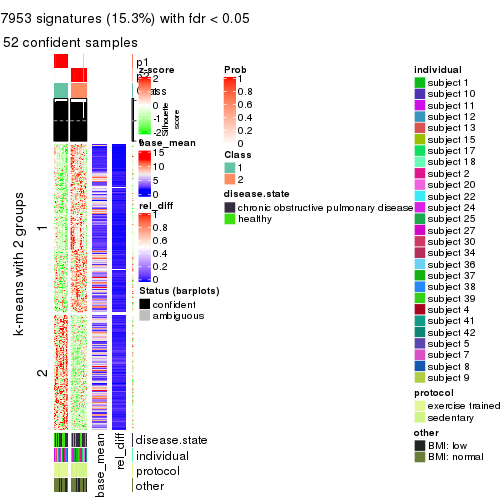 7953 signatures (15.3%) with fdr < 0.05
52 confident samples
p1
p2
Class
z-score
2
1
0
-1
-2
Silhouette
score
base_mean
15
10
5
0
rel_diff
1
0.8
0.6
0.4
0.2
0
Status (barplots)
confident
ambiguous
Prob
1
0.8
0.6
0.4
0.2
0
Class
1
2
disease.state
chronic obstructive pulmonary disease
healthy
individual
subject 1
subject 10
subject 11
subject 12
subject 13
subject 15
subject 17
subject 18
subject 2
subject 20
subject 22
subject 24
subject 25
subject 27
subject 30
subject 34
subject 36
subject 37
subject 38
subject 39
subject 4
subject 41
subject 42
subject 5
subject 7
subject 8
subject 9
protocol
exercise trained
sedentary
other
BMI: low
BMI: normal
k-means with 2 groups
1
2
base_mean
rel_diff
disease.state
individual
protocol
other